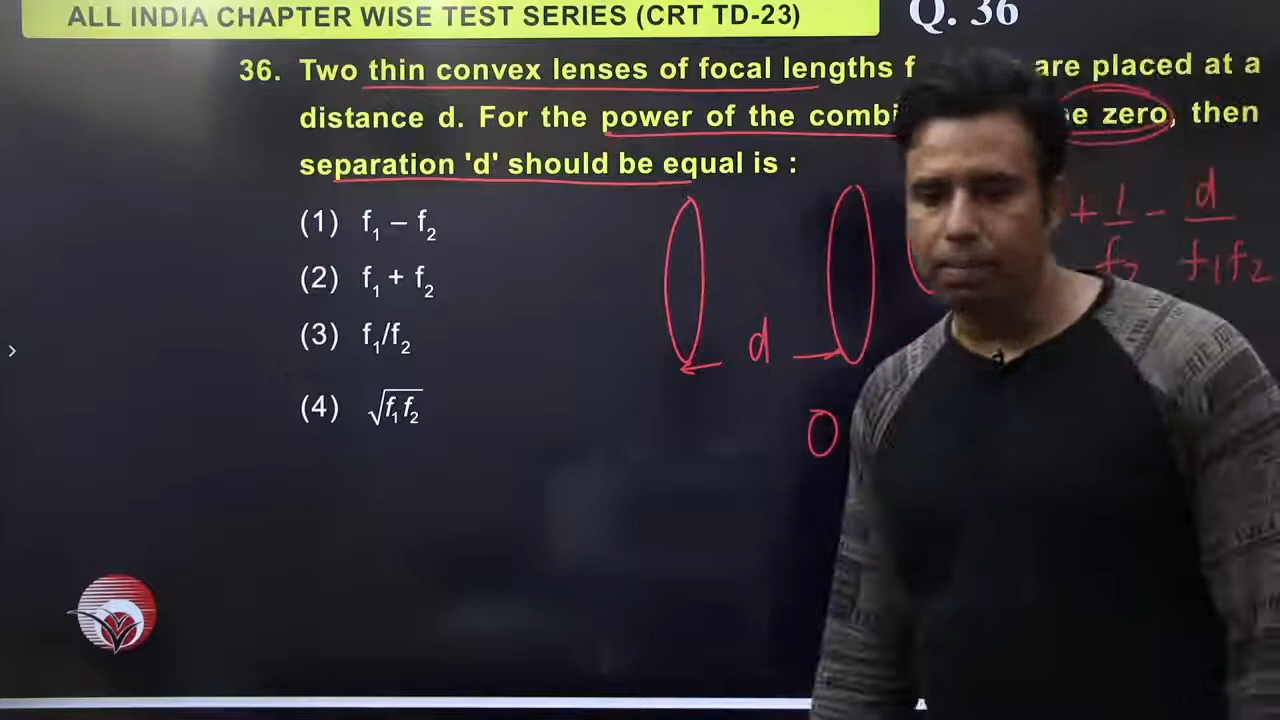 ALL INDIA CHAPTER WISE TEST SERIES (CRT TD-23)
Q. 36
36. Two thin convex lenses of focal lengths f are placed at a
distance d. For the power of the combi zero, then
separation 'd' should be equal is :
(1) f₁ – f₂
(2) f₁ + f₂
(3) f₁/f₂
(4) √f₁f₂
d
+ 1/f₂ – d/f₁f₂
0